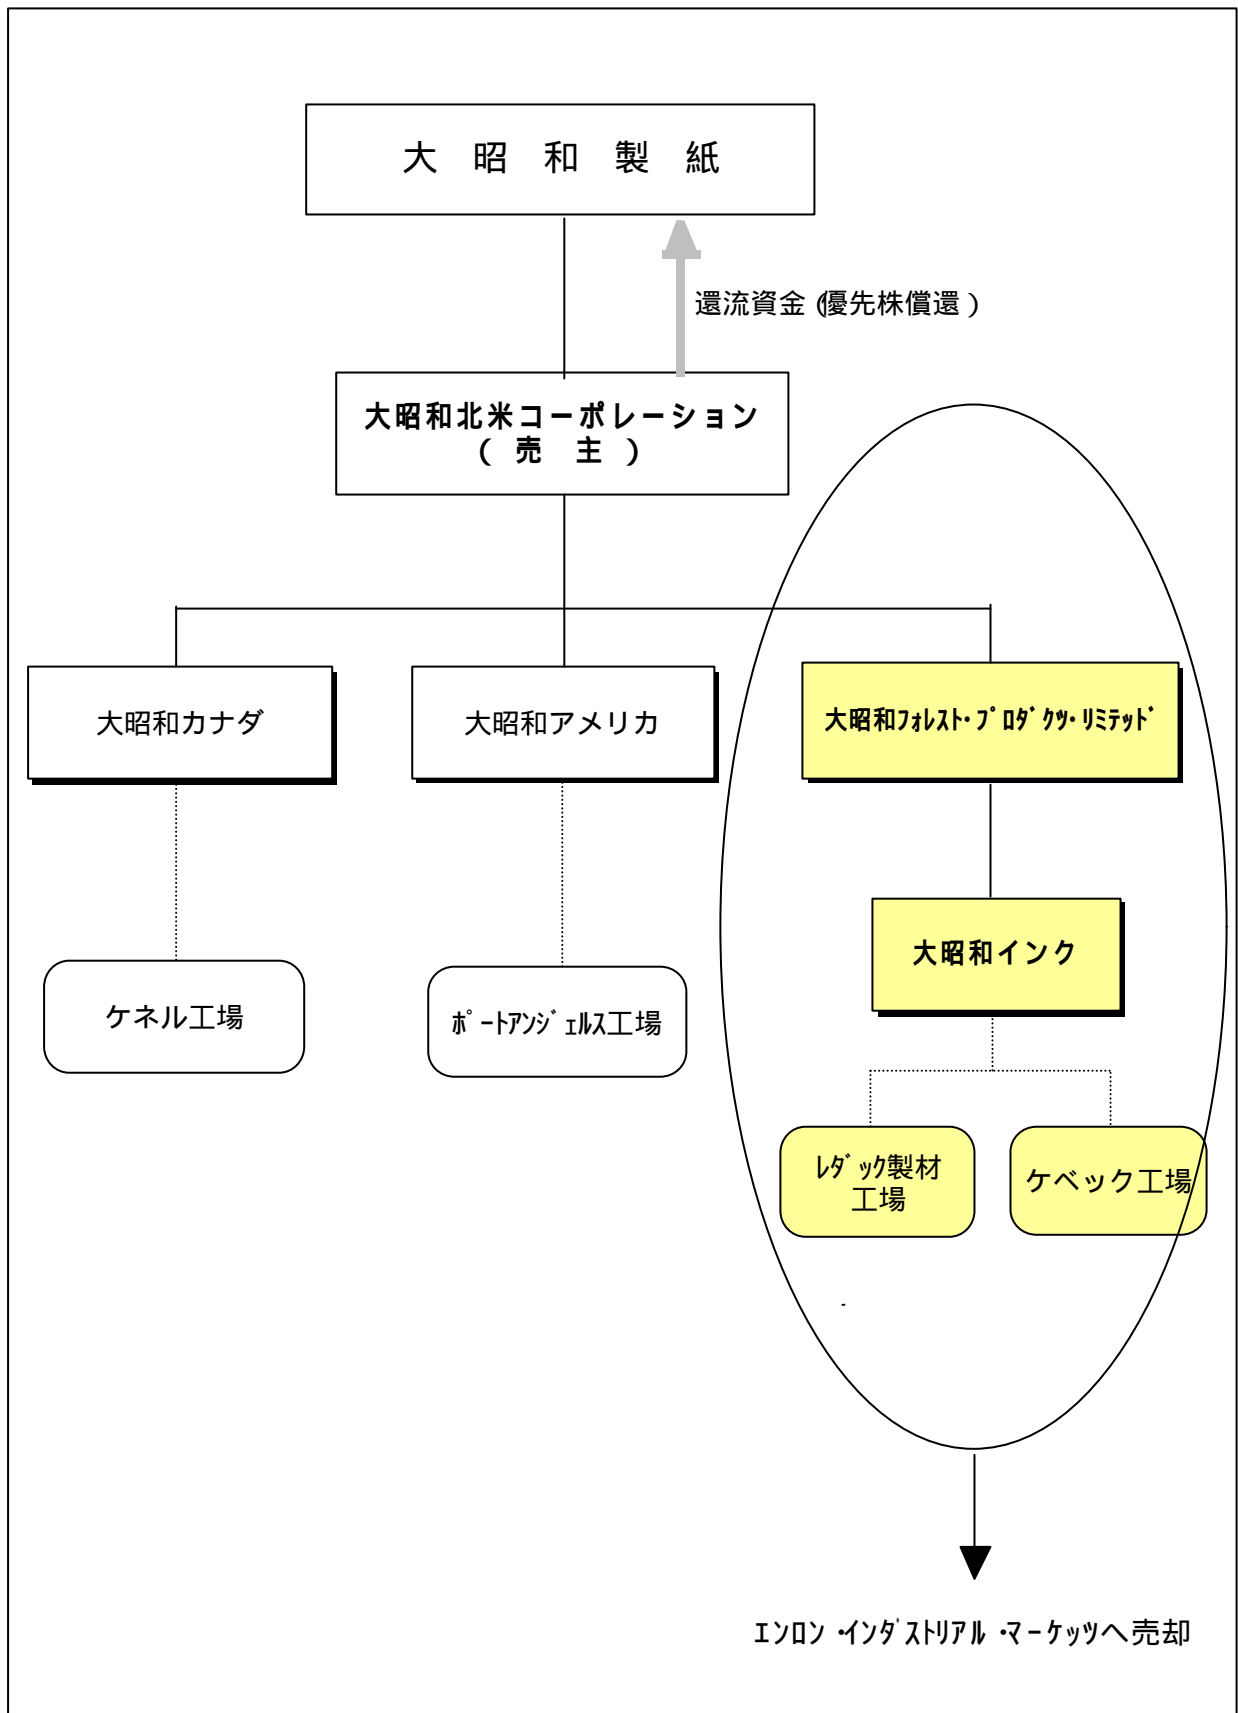 大昭和製紙
還流資金(優先株償還)
大昭和北米コーポレーション
(売 主)
大昭和カナダ
大昭和アメリカ
大昭和フォレスト・プロダクツ・リミテッド
大昭和インク
ケネル工場
ポートアンジェルス工場
レダック製材
工場
ケベック工場
エンロン・インダストリアル・マーケッツへ売却